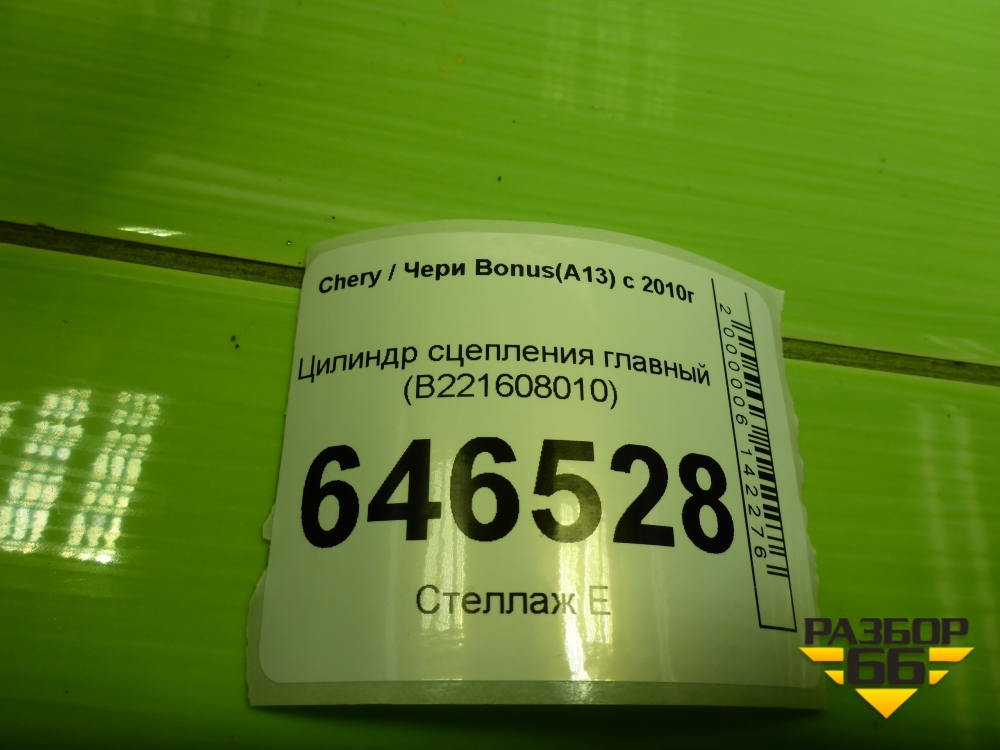 Chery / Чери Bonus(A13) с 2010г
Цилиндр сцепления главный
(B221608010)
646528
Стеллаж Е
2000006142276
РАЗБОР
66